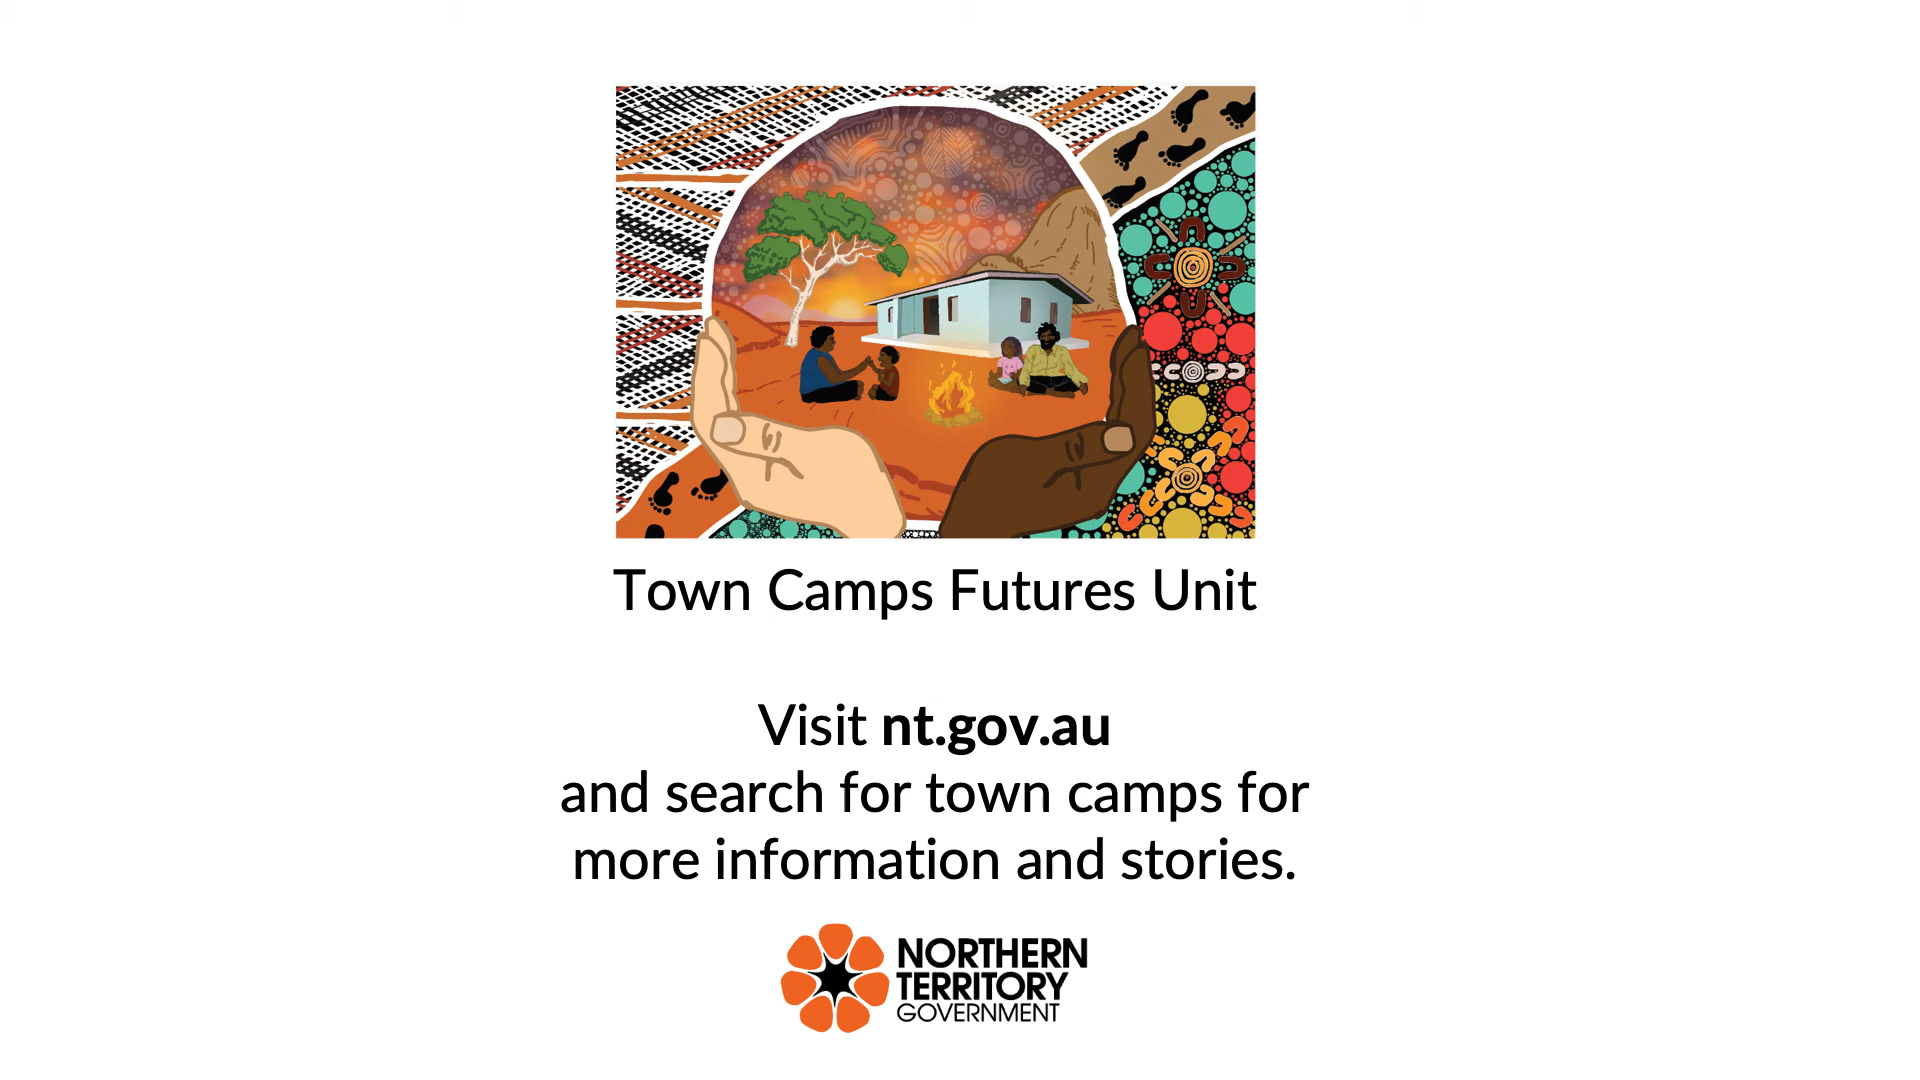 Town Camps Futures Unit
Visit nt.gov.au
and search for town camps for
more information and stories.
NORTHERN
TERRITORY
GOVERNMENT